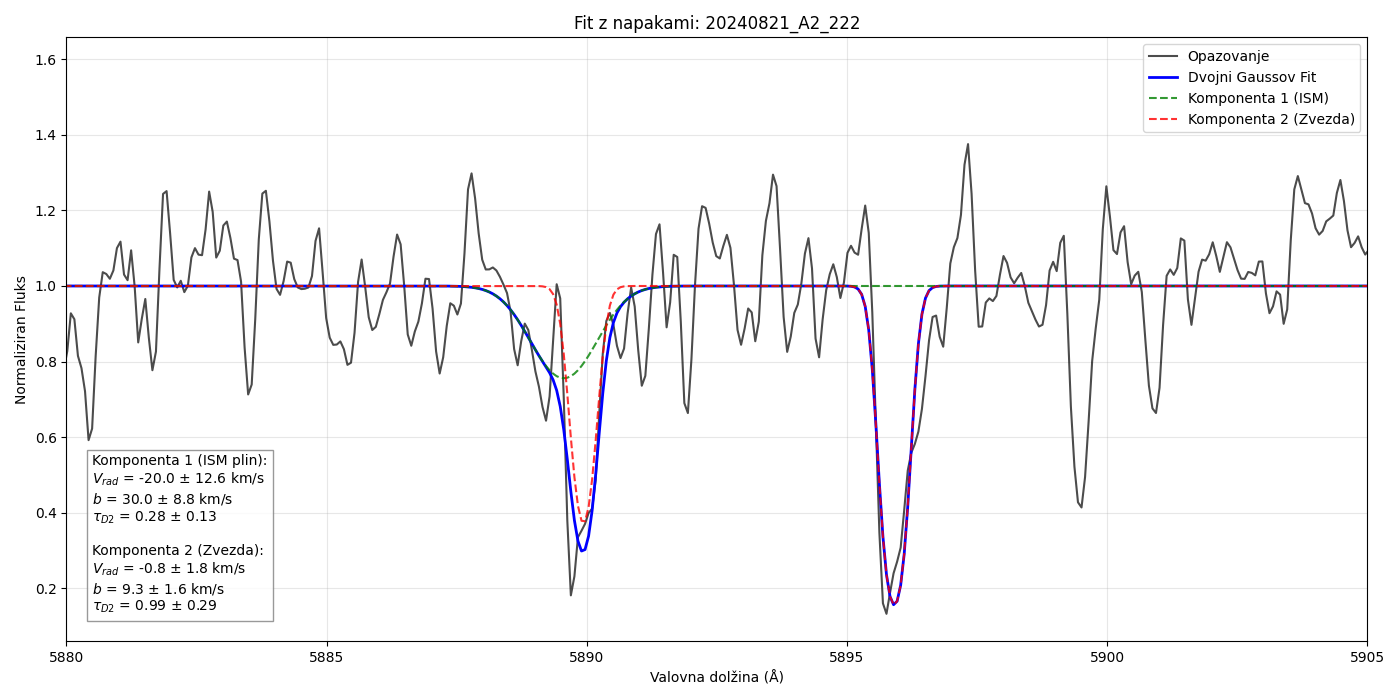 Fit z napakami: 20240821_A2_222
Normaliziran Fluks
1.6
1.4
1.2
1.0
0.8
0.6
0.4
0.2
Opazovanje
Dvojni Gaussov Fit
Komponenta 1 (ISM)
Komponenta 2 (Zvezda)
Komponenta 1 (ISM plin):
V_rad = -20.0 ± 12.6 km/s
b = 30.0 ± 8.8 km/s
τ_D2 = 0.28 ± 0.13
Komponenta 2 (Zvezda):
V_rad = -0.8 ± 1.8 km/s
b = 9.3 ± 1.6 km/s
τ_D2 = 0.99 ± 0.29
5880 5885 5890 5895 5900 5905
Valovna dolžina (Å)